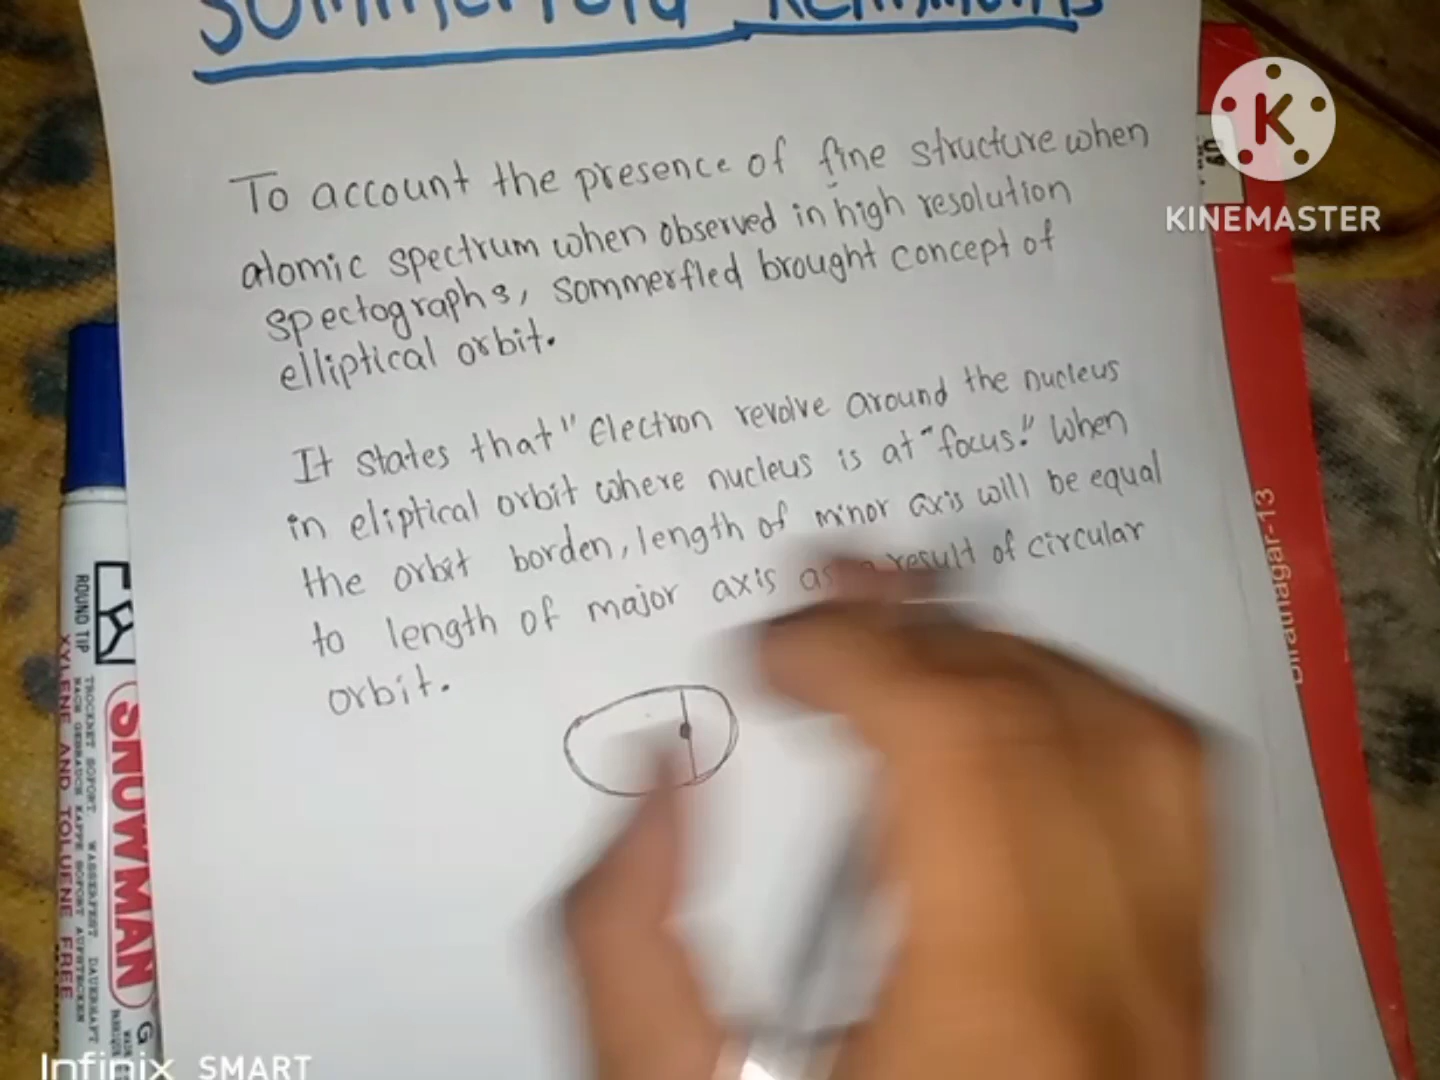 To account the presence of fine structure when
atomic spectrum when observed in high resolution
spectographs, sommerfled brought concept of
elliptical orbit.
It states that "Electron revolve around the nucleus
in eliptical orbit where nucleus is at "focus." When
the orbit borden, length of minor axis will be equal
to length of major axis as a result of circular
orbit.
KINEMASTER
ROUND TIP
XYLENE AND TOLUENE FREE
SNOWMAN
G
Infinix SMART